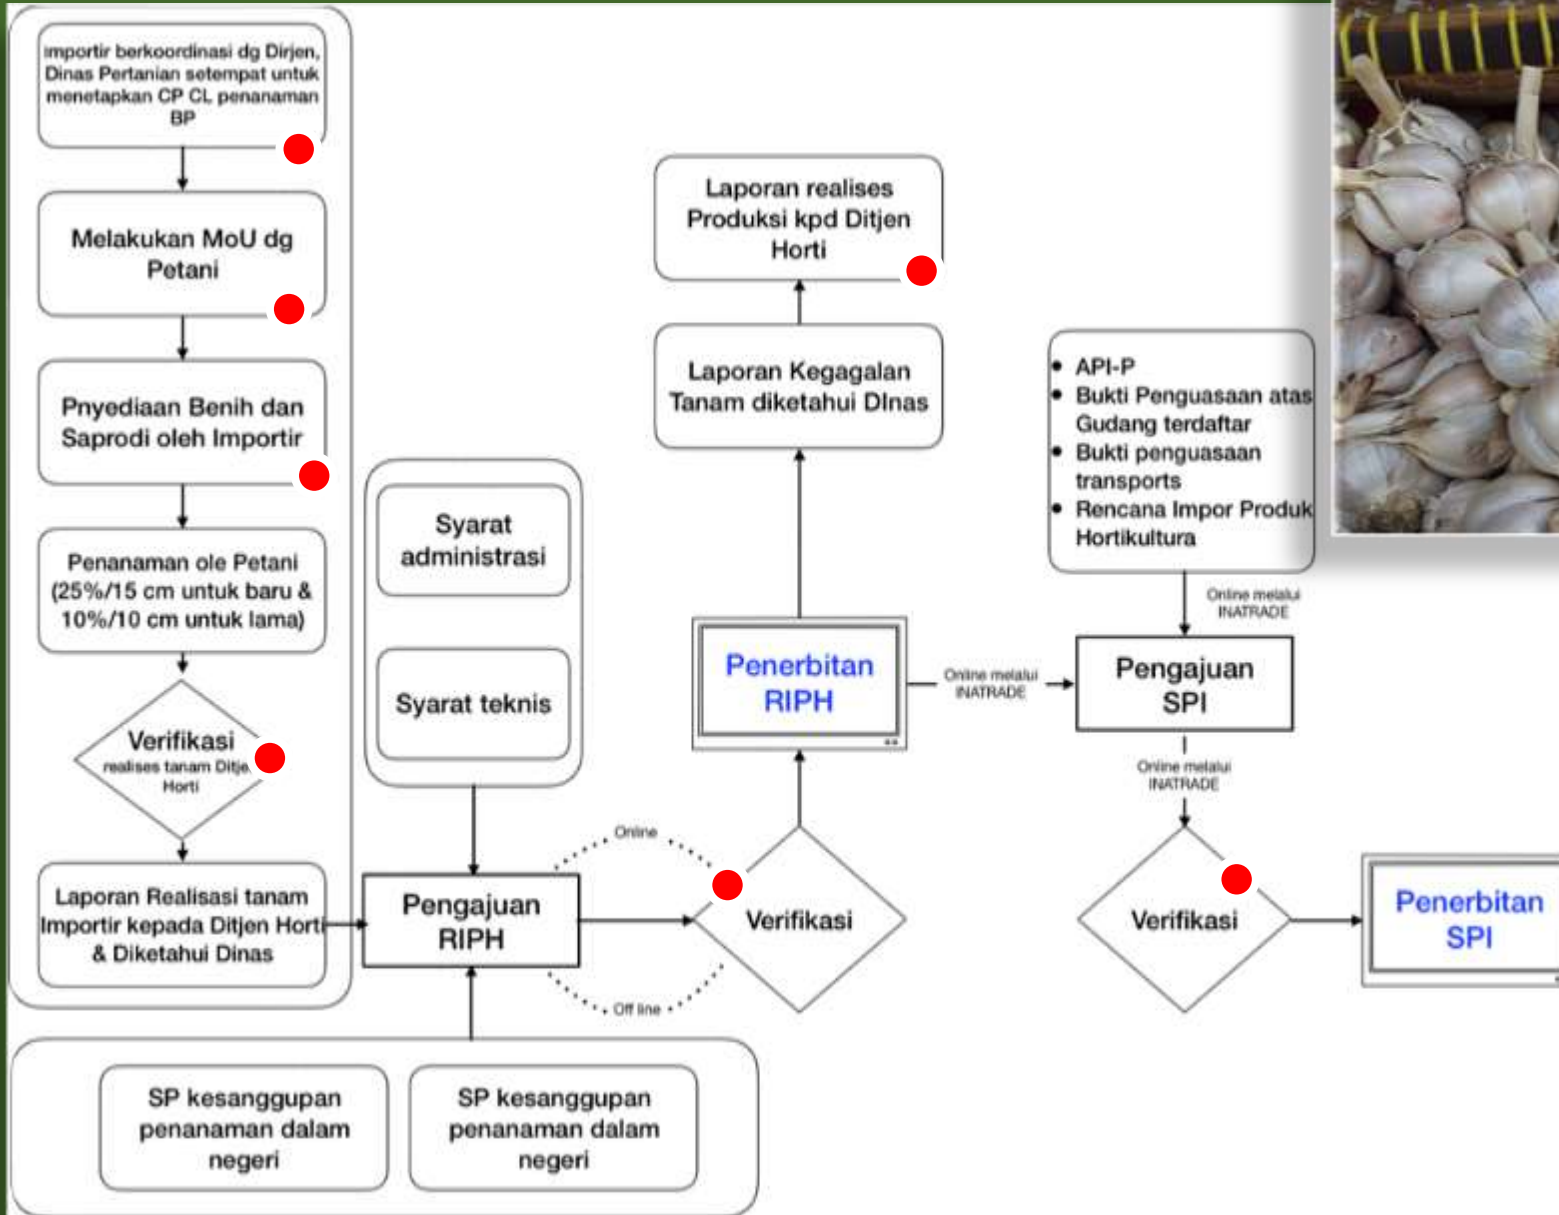 Importir berkoordinasi dg Dirjen,
Dinas Pertanian setempat untuk
menetapkan CP CL penanaman
BP
Melakukan MoU dg
Petani
Pnyediaan Benih dan
Saprodi oleh Importir
Penanaman ole Petani
(25%/15 cm untuk baru &
10%/10 cm untuk lama)
Verifikasi
realises tanam Ditje
Horti
Laporan Realisasi tanam
Importir kepada Ditjen Horti
& Diketahui Dinas
Syarat
administrasi
Syarat teknis
Pengajuan
RIPH
SP kesanggupan
penanaman dalam
negeri
SP kesanggupan
penanaman dalam
negeri
Online
Off line
Verifikasi
Penerbitan
RIPH
Laporan Kegagalan
Tanam diketahui DInas
Laporan realises
Produksi kpd Ditjen
Horti
Online melalui
INATRADE
• API-P
• Bukti Penguasaan atas
Gudang terdaftar
• Bukti penguasaan
transports
• Rencana Impor Produk
Hortikultura
Online melalui
INATRADE
Pengajuan
SPI
Online melalui
INATRADE
Verifikasi
Penerbitan
SPI